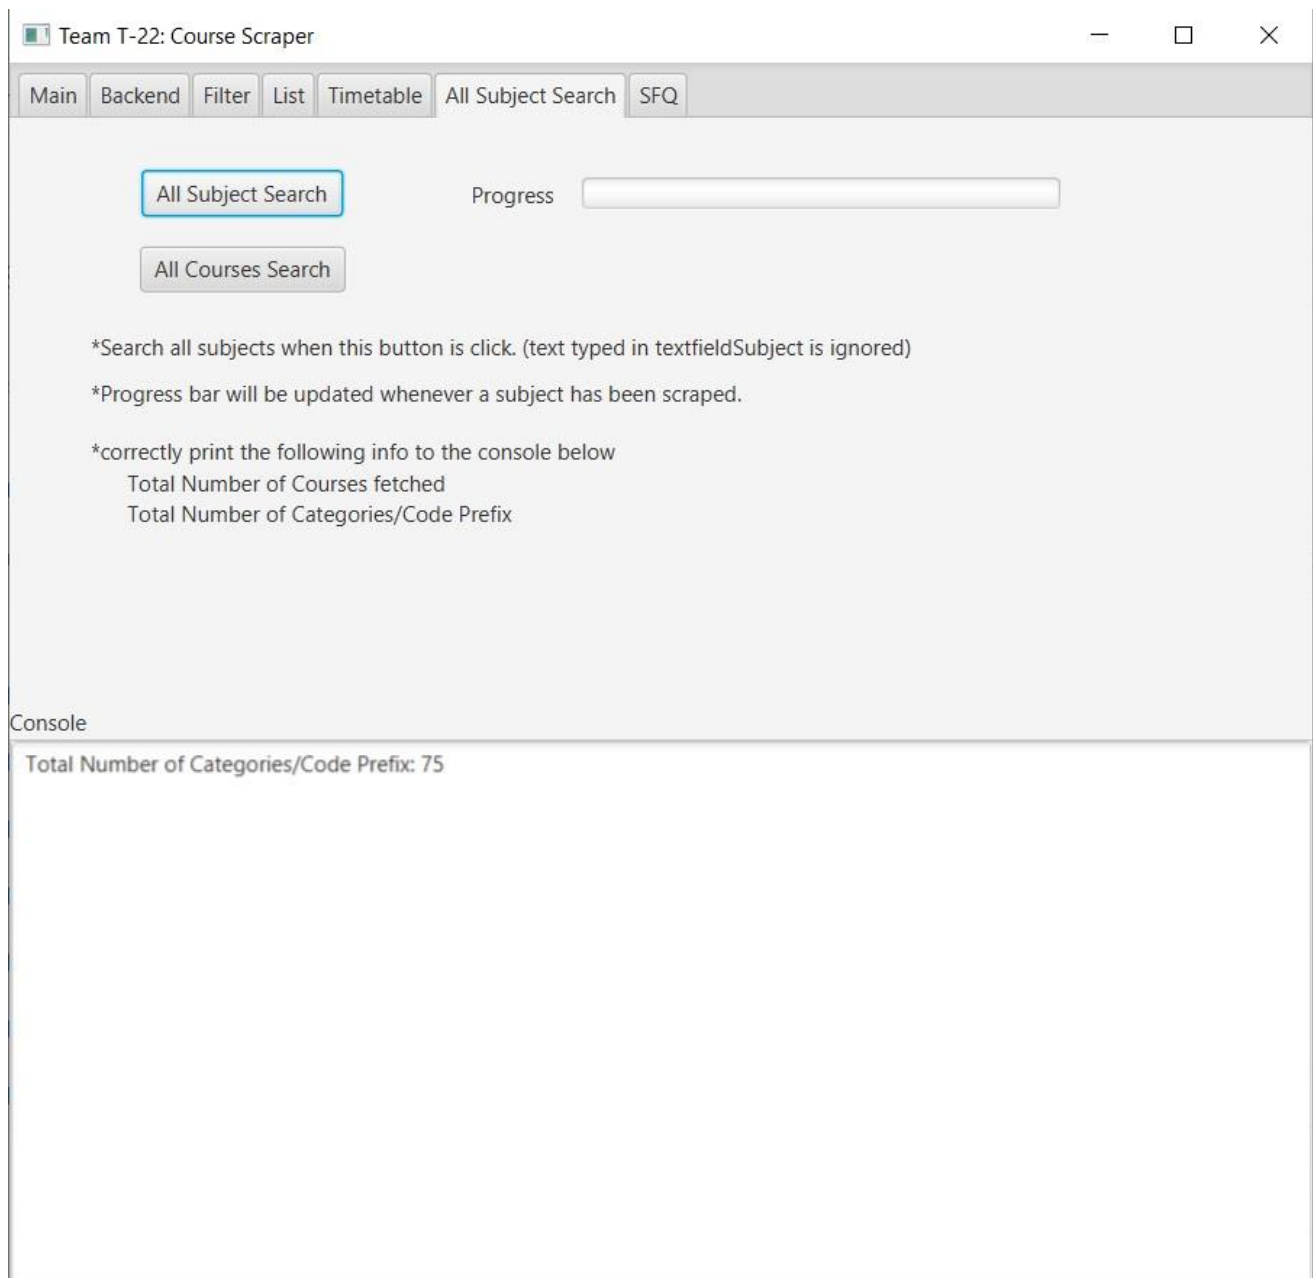 Team T-22: Course Scraper
Main Backend Filter List Timetable All Subject Search SFQ
All Subject Search Progress
All Courses Search
*Search all subjects when this button is click. (text typed in textfieldSubject is ignored)
*Progress bar will be updated whenever a subject has been scraped.
*correctly print the following info to the console below
Total Number of Courses fetched
Total Number of Categories/Code Prefix
Console
Total Number of Categories/Code Prefix: 75